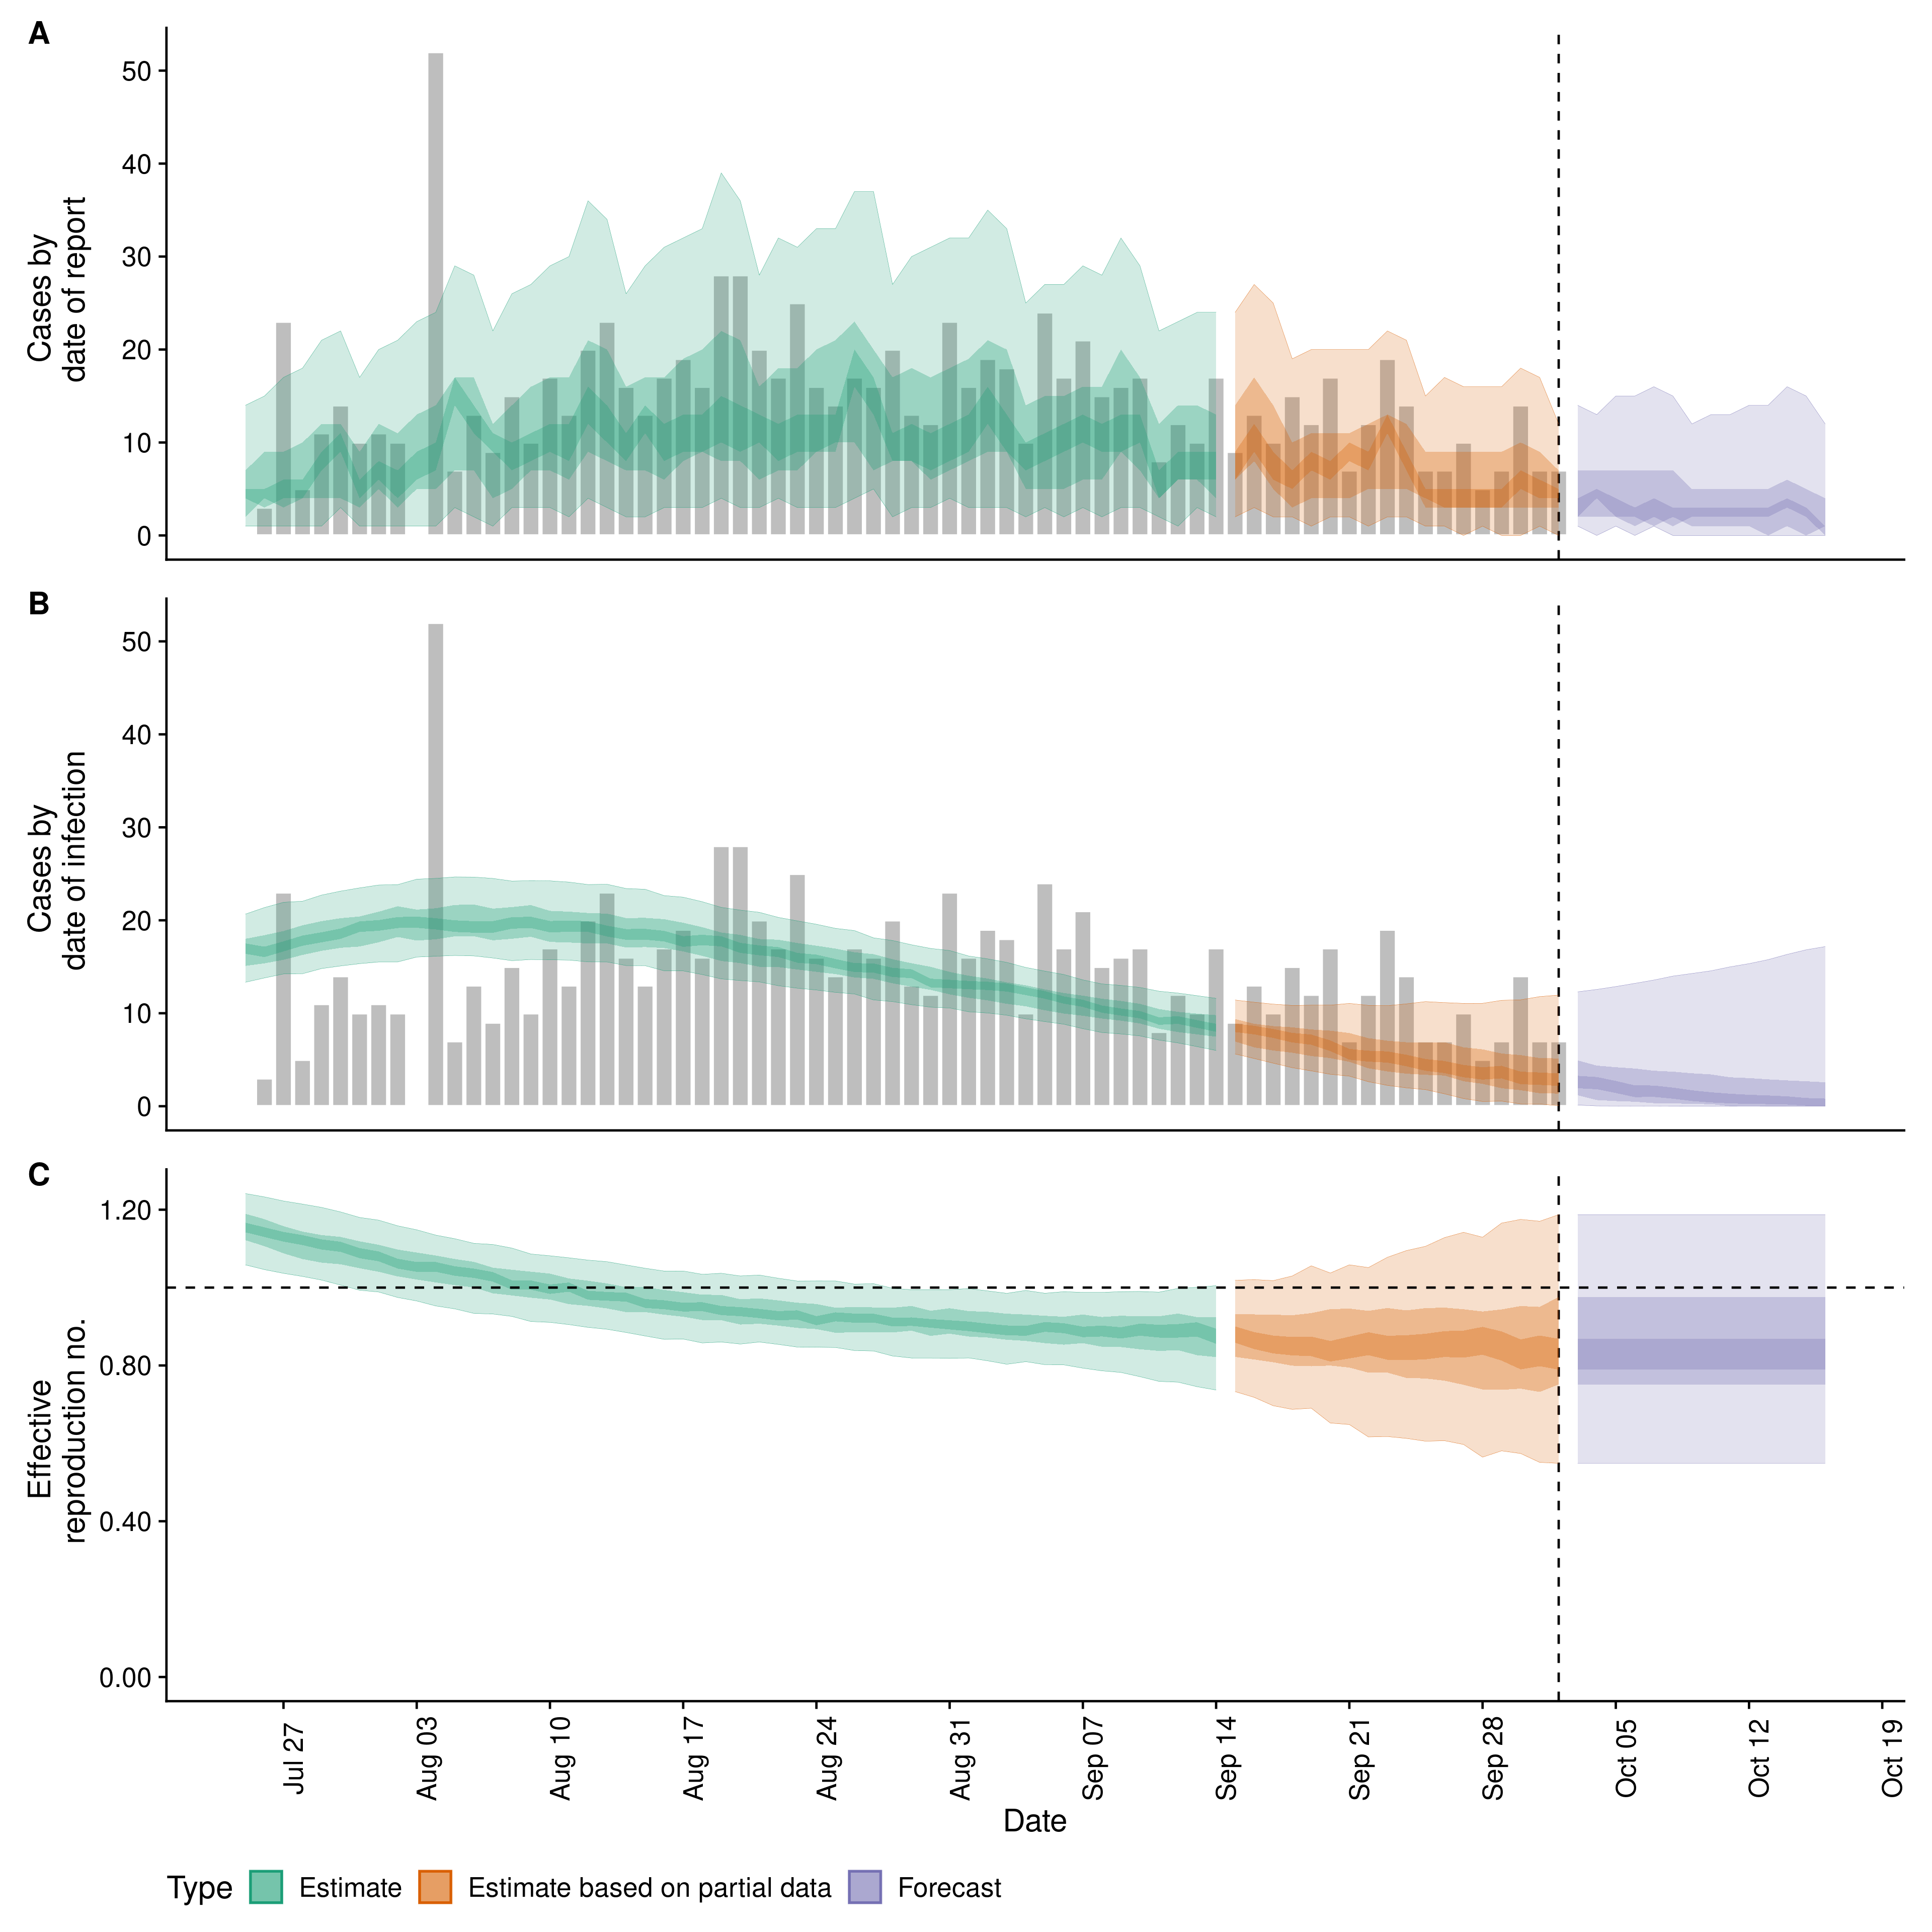 A
Cases by
date of report
50
40
30
20
10
0
B
Cases by
date of infection
50
40
30
20
10
0
C
Effective
reproduction no.
1.20
0.80
0.40
0.00
Jul 27
Aug 03
Aug 10
Aug 17
Aug 24
Aug 31
Sep 07
Sep 14
Sep 21
Sep 28
Oct 05
Oct 12
Oct 19
Date
Type Estimate Estimate based on partial data Forecast